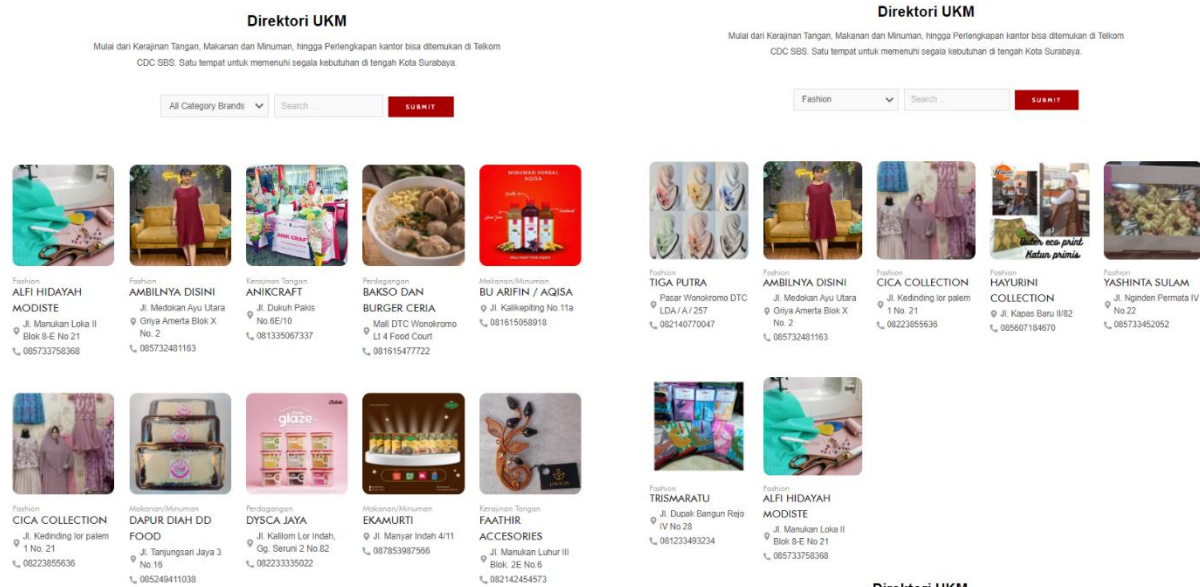 Direktori UKM
Mulai dari Kerajinan Tangan, Makanan dan Minuman, hingga Perlengkapan kantor bisa ditemukan di Telkom
CDC SBS. Satu tempat untuk memenuhi segala kebutuhan di tengah Kota Surabaya.
All Category Brands
Search ...
SUBMIT
Fashion
ALFI HIDAYAH
MODISTE
Jl. Manukan Loka II
Blok 8-E No 21
085733758368
Fashion
AMBILNYA DISINI
Jl. Medokan Ayu Utara
Griya Amerta Blok X
No. 2
085732481163
Kerajinan Tangan
ANIKCRAFT
Jl. Dukuh Pakis
No.6E/10
081335067337
Perdagangan
BAKSO DAN
BURGER CERIA
Mall DTC Wonokromo
Lt 4 Food Court
081615477722
MINUMAN HERBAL
AQISA
Makanan/Minuman
BU ARIFIN / AQISA
Jl. Kalikepiting No.11a
081615058918
Fashion
CICA COLLECTION
Jl. Kedinding lor palem
1 No. 21
08223855636
Makanan/Minuman
DAPUR DIAH DD
FOOD
Jl. Tanjungsari Jaya 3
No.16
085249411038
glaze
Perdagangan
DYSCA JAYA
Jl. Kalilom Lor Indah,
Gg. Seruni 2 No.82
082233335022
Makanan/Minuman
EKAMURTI
Jl. Manyar Indah 4/11
087853987566
Kerajinan Tangan
FAATHIR
ACCESORIES
Jl. Manukan Luhur III
Blok. 2E No.6
082142454573
Direktori UKM
Mulai dari Kerajinan Tangan, Makanan dan Minuman, hingga Perlengkapan kantor bisa ditemukan di Telkom
CDC SBS. Satu tempat untuk memenuhi segala kebutuhan di tengah Kota Surabaya.
Fashion
Search ...
SUBMIT
Fashion
TIGA PUTRA
Pasar Wonokromo DTC
LDA / A / 257
082140770047
Fashion
AMBILNYA DISINI
Jl. Medokan Ayu Utara
Griya Amerta Blok X
No. 2
085732481163
Fashion
CICA COLLECTION
Jl. Kedinding lor palem
1 No. 21
08223855636
Outer eco print
Katun primis
Fashion
HAYURINI
COLLECTION
Jl. Kapas Baru II/82
085607184670
Fashion
YASHINTA SULAM
Jl. Nginden Permata IV
No.22
085733452052
Fashion
TRISMARATU
Jl. Dupak Bangun Rejo
IV No.28
081233493234
Fashion
ALFI HIDAYAH
MODISTE
Jl. Manukan Loka II
Blok 8-E No 21
085733758368